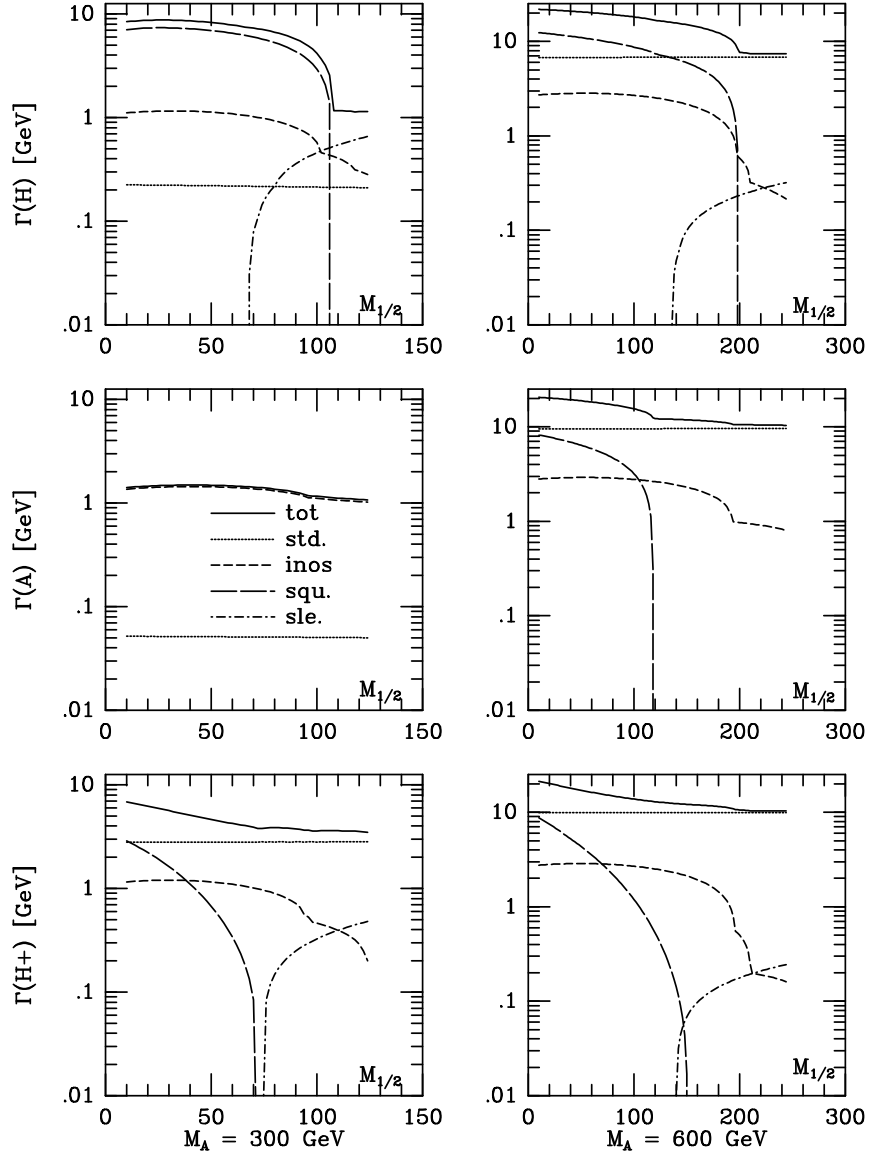 10
1
.1
.01
Γ(H) [GeV]
M1/2
0 50 100 150
10
1
.1
.01
M1/2
0 100 200 300
10
1
.1
.01
Γ(A) [GeV]
tot
std.
inos
squ.
sle.
M1/2
0 50 100 150
10
1
.1
.01
M1/2
0 100 200 300
10
1
.1
.01
Γ(H+) [GeV]
M1/2
0 50 100 150
MA = 300 GeV
10
1
.1
.01
M1/2
0 100 200 300
MA = 600 GeV